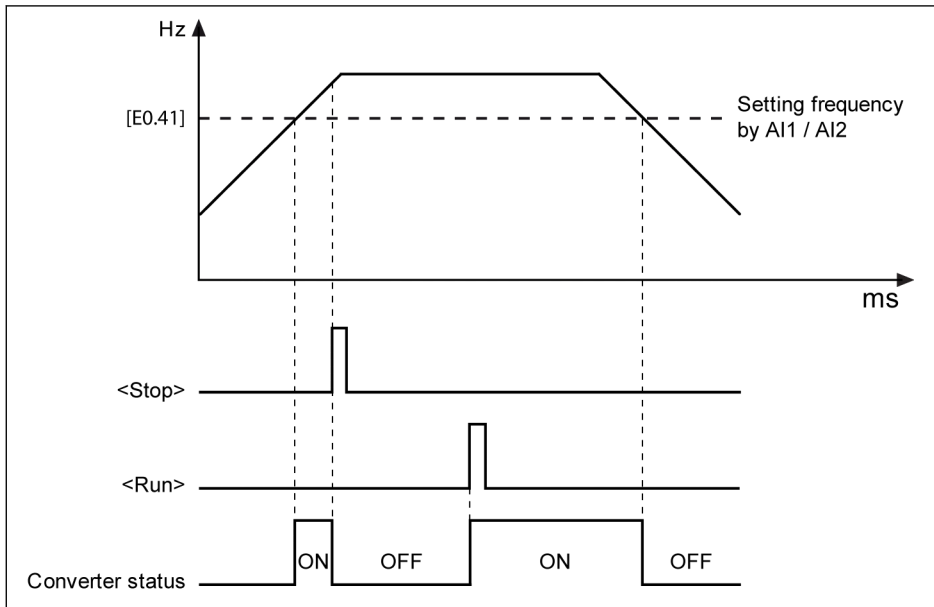 Hz
[E0.41]
Setting frequency
by AI1 / AI2
ms
<Stop>
<Run>
Converter status
ON
OFF
ON
OFF